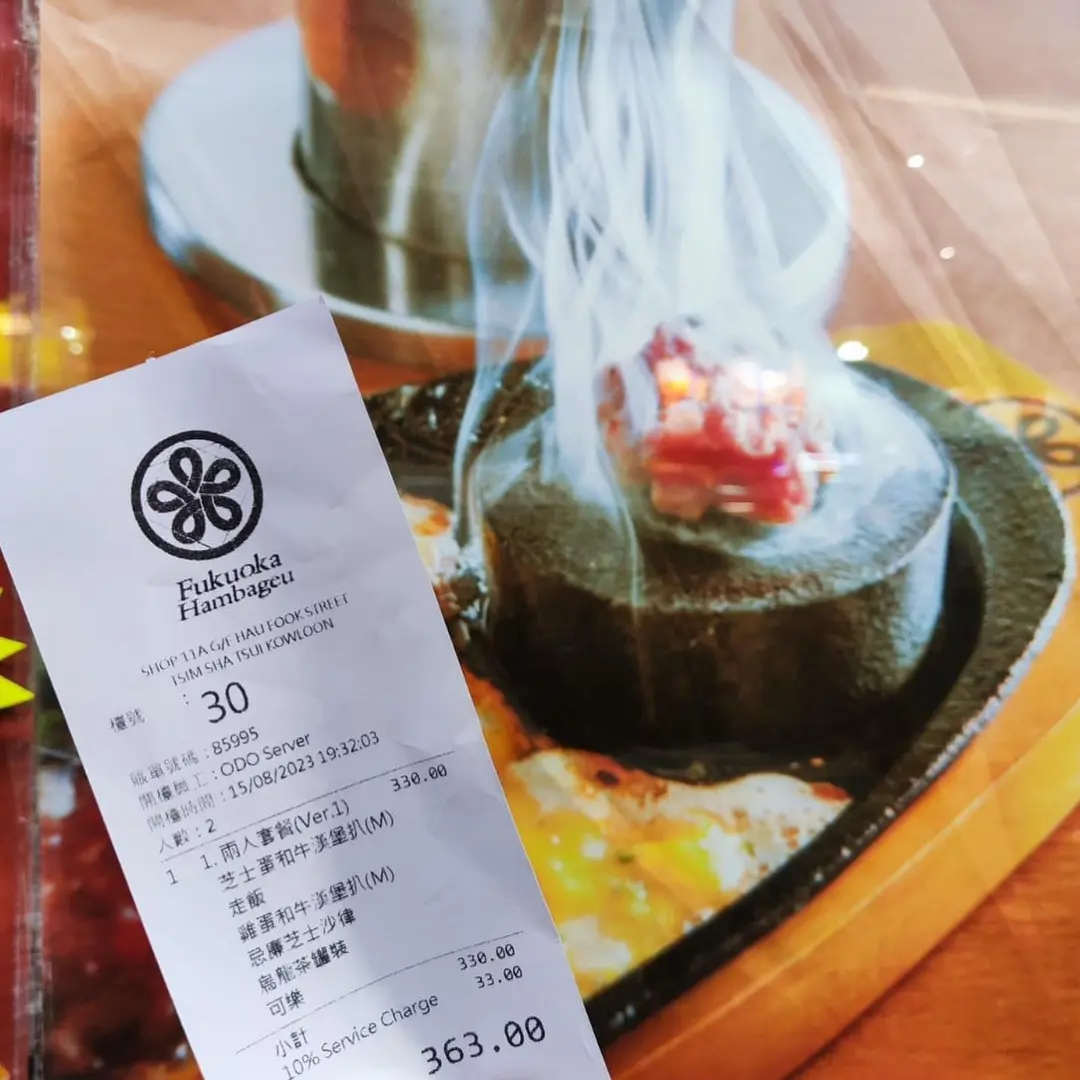 Fukuoka
Hambageu
SHOP 11A G/F HAU FOOK STREET
TSIM SHA TSUI KOWLOON
檯號 : 30
賬單號碼 : 85995
開檯員工 : ODO Server
開檯時間 : 15/08/2023 19:32:03
人數 : 2
1 1. 兩人套餐(Ver.1) 330.00
芝士蛋和牛漢堡扒(M)
走飯
雞蛋和牛漢堡扒(M)
忌廉芝士沙律
烏龍茶罐裝
可樂
小計 330.00
10% Service Charge 33.00
363.00